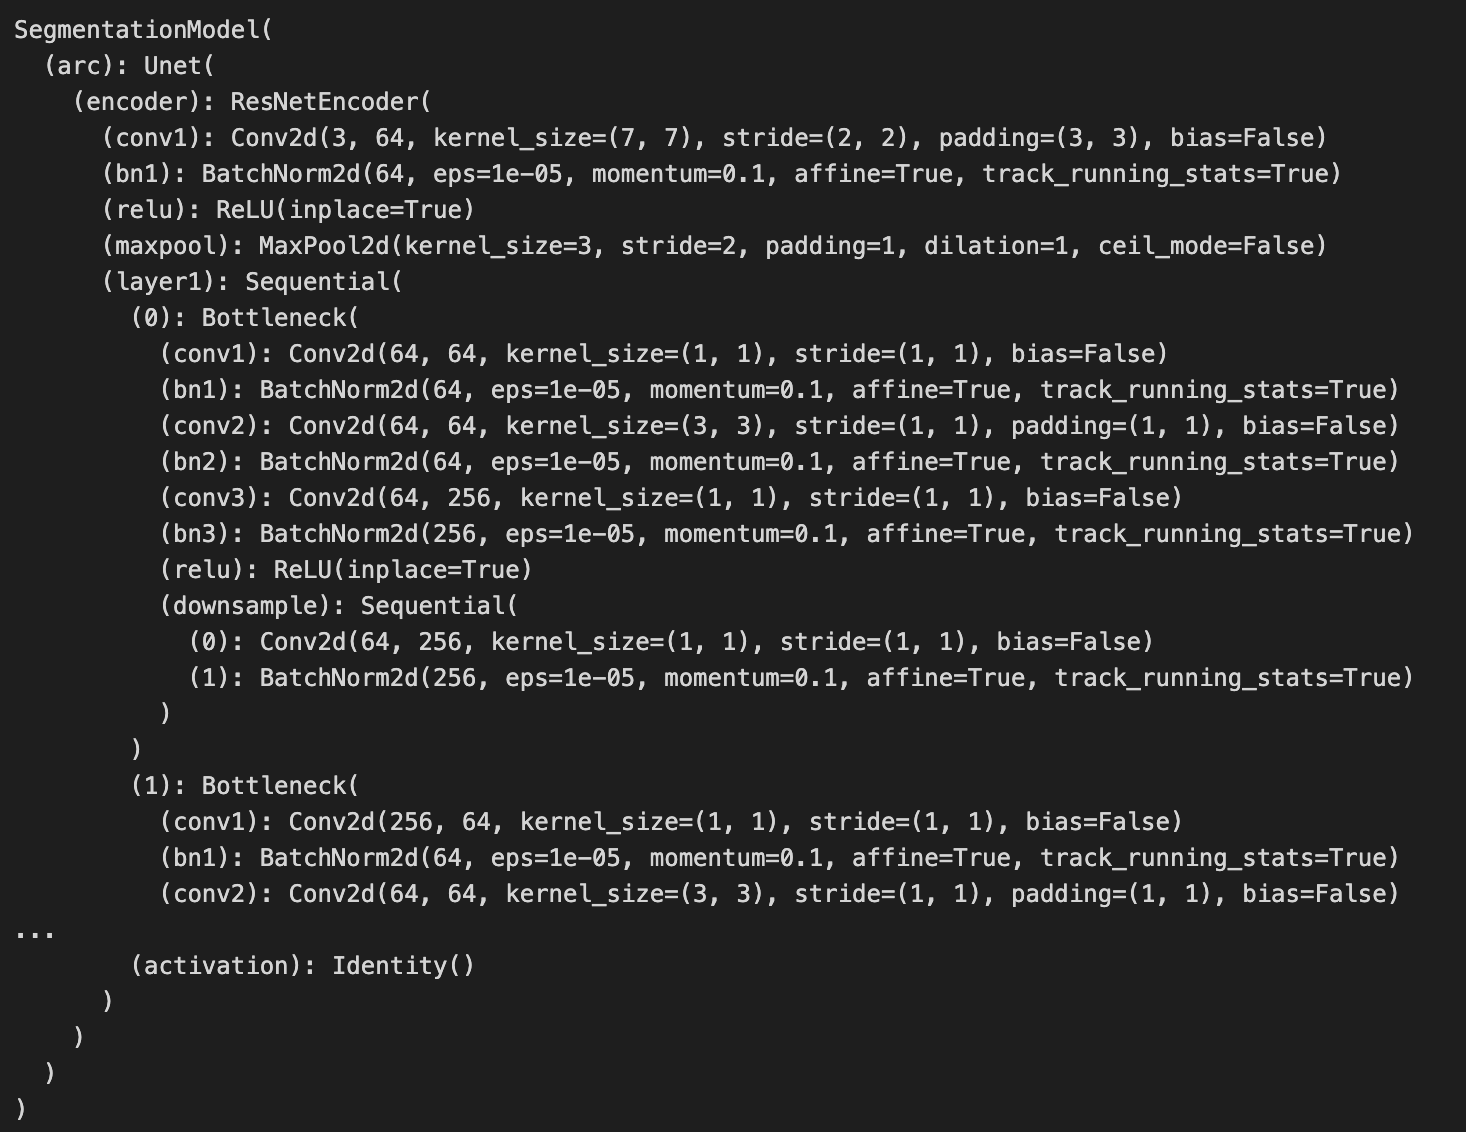 SegmentationModel(
  (arc): Unet(
    (encoder): ResNetEncoder(
      (conv1): Conv2d(3, 64, kernel_size=(7, 7), stride=(2, 2), padding=(3, 3), bias=False)
      (bn1): BatchNorm2d(64, eps=1e-05, momentum=0.1, affine=True, track_running_stats=True)
      (relu): ReLU(inplace=True)
      (maxpool): MaxPool2d(kernel_size=3, stride=2, padding=1, dilation=1, ceil_mode=False)
      (layer1): Sequential(
        (0): Bottleneck(
          (conv1): Conv2d(64, 64, kernel_size=(1, 1), stride=(1, 1), bias=False)
          (bn1): BatchNorm2d(64, eps=1e-05, momentum=0.1, affine=True, track_running_stats=True)
          (conv2): Conv2d(64, 64, kernel_size=(3, 3), stride=(1, 1), padding=(1, 1), bias=False)
          (bn2): BatchNorm2d(64, eps=1e-05, momentum=0.1, affine=True, track_running_stats=True)
          (conv3): Conv2d(64, 256, kernel_size=(1, 1), stride=(1, 1), bias=False)
          (bn3): BatchNorm2d(256, eps=1e-05, momentum=0.1, affine=True, track_running_stats=True)
          (relu): ReLU(inplace=True)
          (downsample): Sequential(
            (0): Conv2d(64, 256, kernel_size=(1, 1), stride=(1, 1), bias=False)
            (1): BatchNorm2d(256, eps=1e-05, momentum=0.1, affine=True, track_running_stats=True)
          )
        )
        (1): Bottleneck(
          (conv1): Conv2d(256, 64, kernel_size=(1, 1), stride=(1, 1), bias=False)
          (bn1): BatchNorm2d(64, eps=1e-05, momentum=0.1, affine=True, track_running_stats=True)
          (conv2): Conv2d(64, 64, kernel_size=(3, 3), stride=(1, 1), padding=(1, 1), bias=False)
...
        (activation): Identity()
      )
    )
  )
)